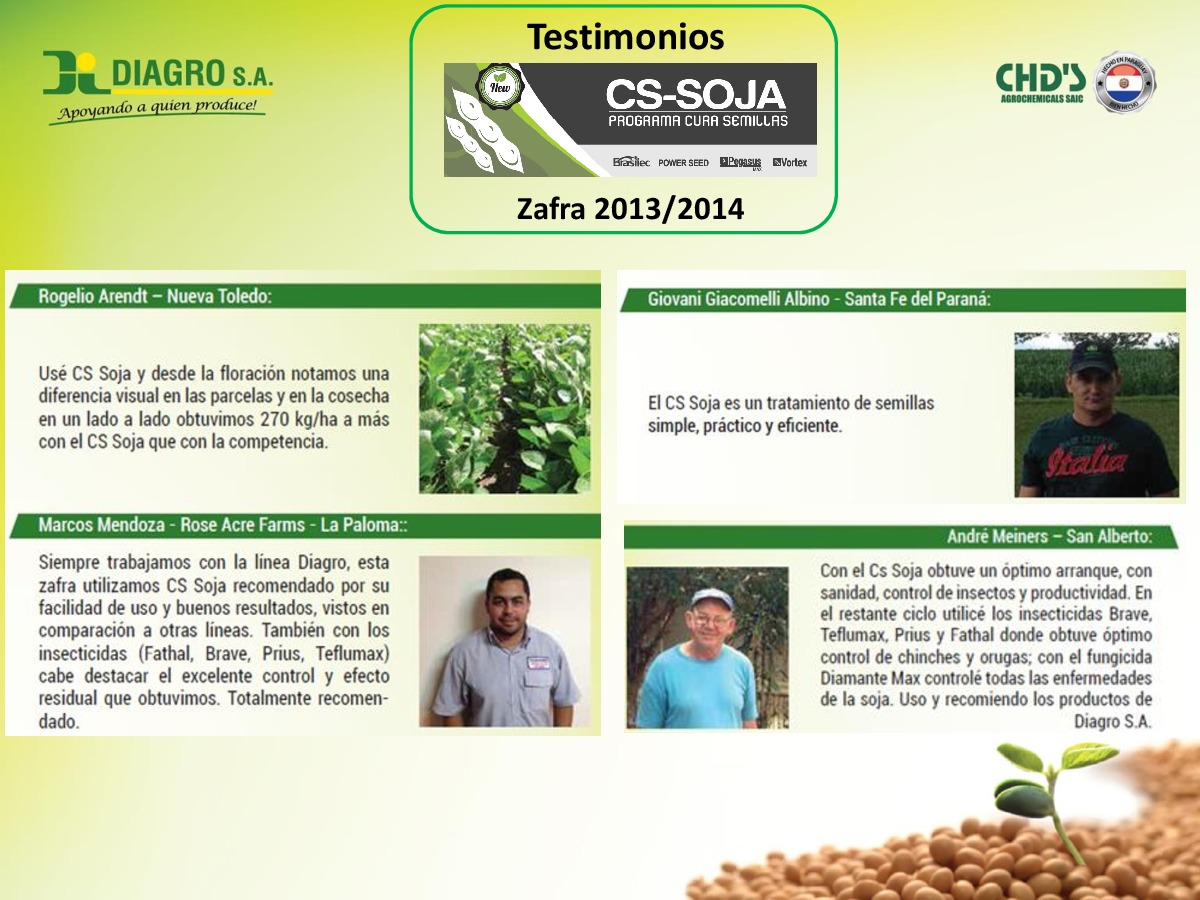 Testimonios
DIAGRO S.A.
Apoyando a quien produce!
New
CS-SOJA
PROGRAMA CURA SEMILLAS
Brasiltec POWER SEED Pegasus Vortex
CHD'S
AGROCHEMICALS SAIC
HECHO EN PARAGUAY
BIEN HECHO
Zafra 2013/2014
Rogelio Arendt – Nueva Toledo:
Usé CS Soja y desde la floración notamos una
diferencia visual en las parcelas y en la cosecha
en un lado a lado obtuvimos 270 kg/ha a más
con el CS Soja que con la competencia.
Giovani Giacomelli Albino - Santa Fe del Paraná:
El CS Soja es un tratamiento de semillas
simple, práctico y eficiente.
Italia
Marcos Mendoza - Rose Acre Farms - La Paloma::
Siempre trabajamos con la línea Diagro, esta
zafra utilizamos CS Soja recomendado por su
facilidad de uso y buenos resultados, vistos en
comparación a otras líneas. También con los
insecticidas (Fathal, Brave, Prius, Teflumax)
cabe destacar el excelente control y efecto
residual que obtuvimos. Totalmente recomen-
dado.
André Meiners – San Alberto:
Con el Cs Soja obtuve un óptimo arranque, con
sanidad, control de insectos y productividad. En
el restante ciclo utilicé los insecticidas Brave,
Teflumax, Prius y Fathal donde obtuve óptimo
control de chinches y orugas; con el fungicida
Diamante Max controlé todas las enfermedades
de la soja. Uso y recomiendo los productos de
Diagro S.A.